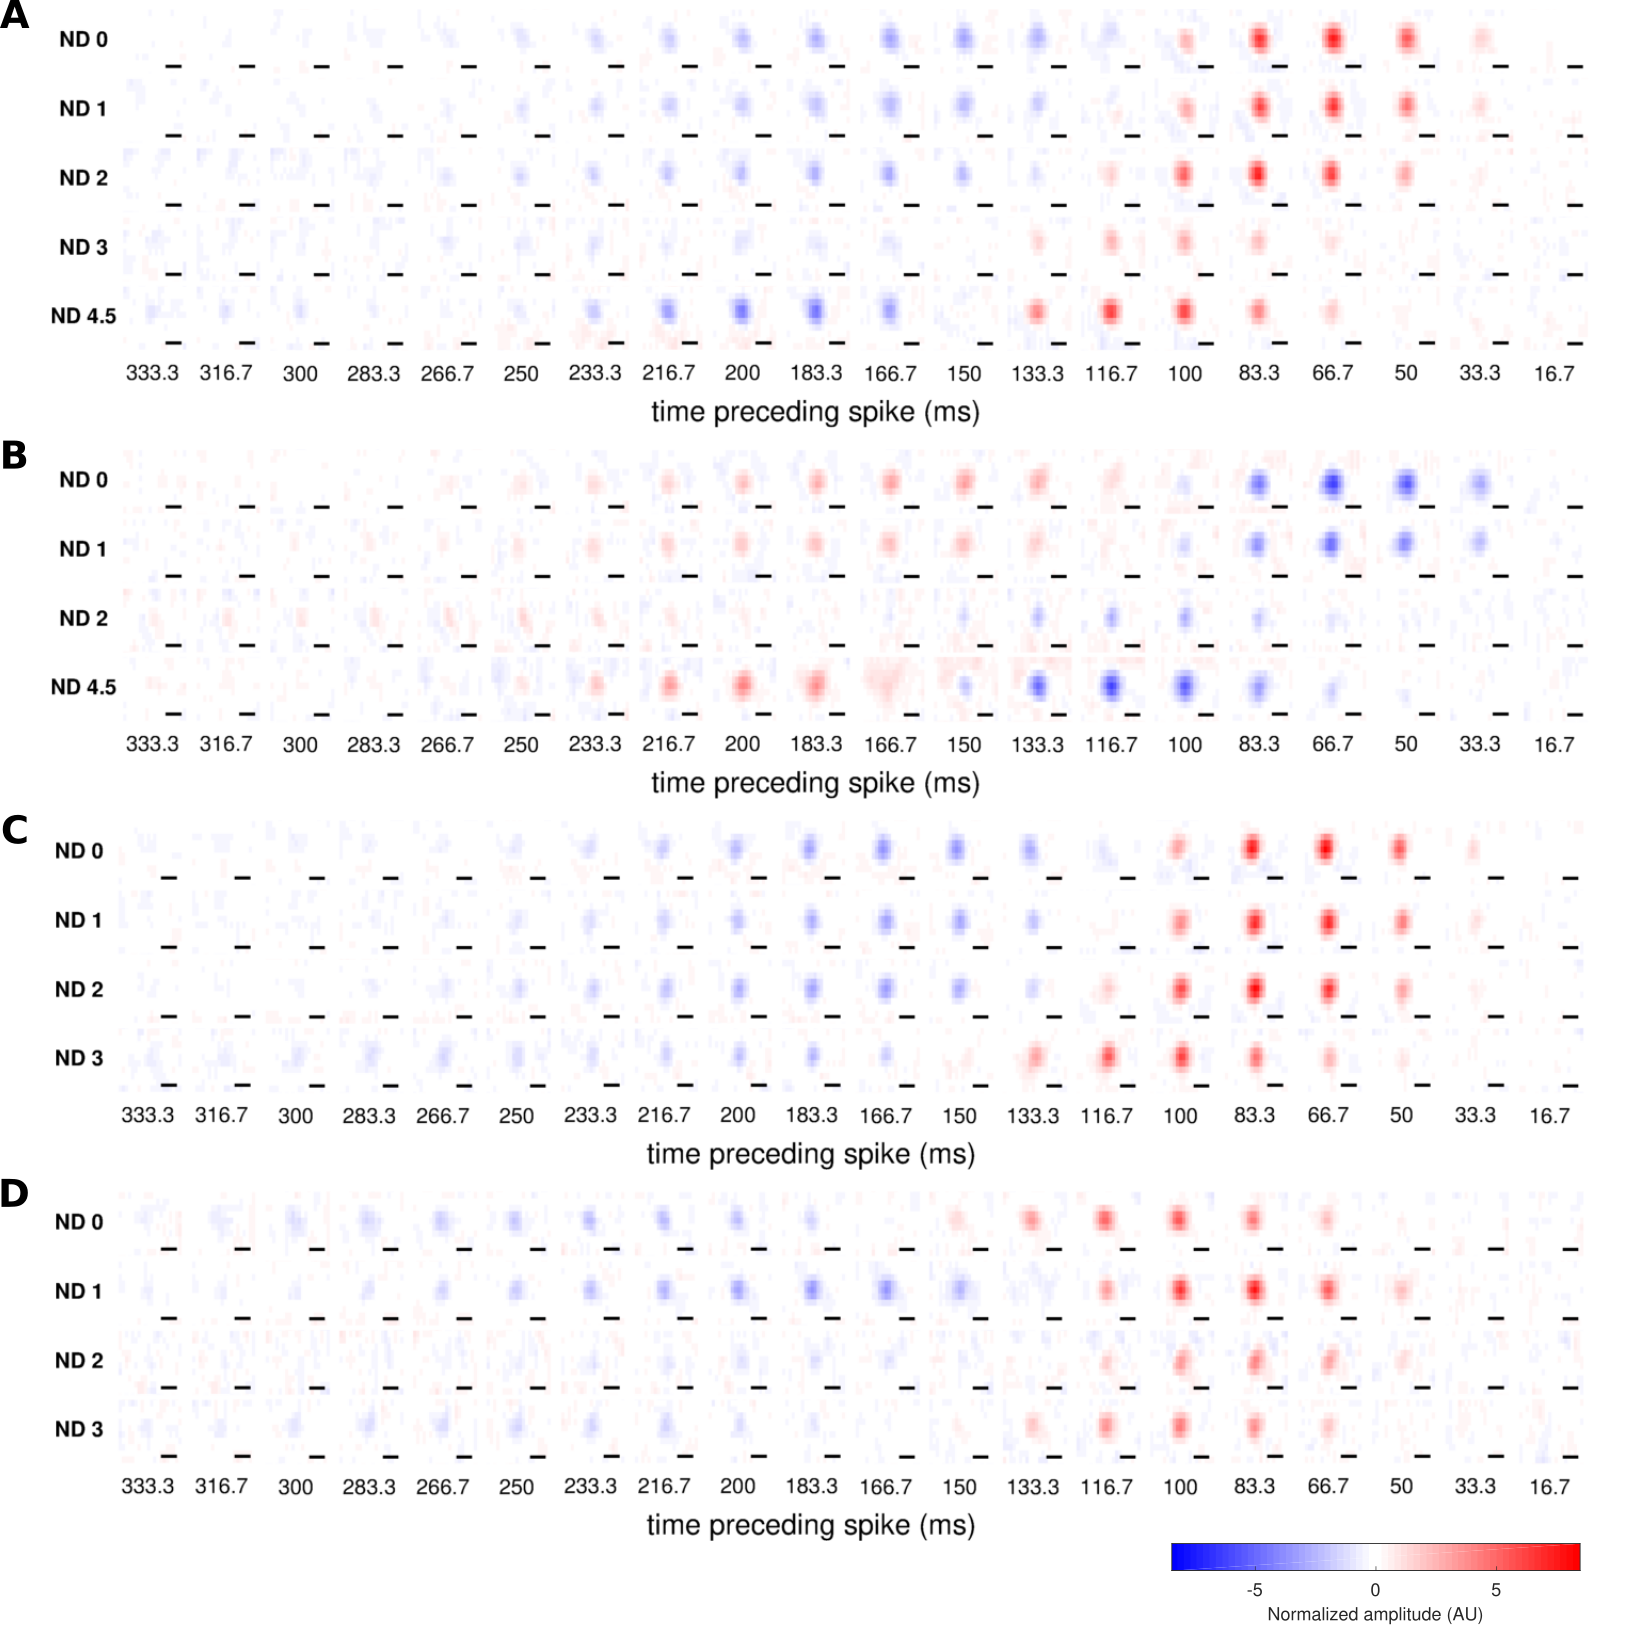 A
ND 0
ND 1
ND 2
ND 3
ND 4.5
333.3 316.7 300 283.3 266.7 250 233.3 216.7 200 183.3 166.7 150 133.3 116.7 100 83.3 66.7 50 33.3 16.7
time preceding spike (ms)
B
ND 0
ND 1
ND 2
ND 4.5
333.3 316.7 300 283.3 266.7 250 233.3 216.7 200 183.3 166.7 150 133.3 116.7 100 83.3 66.7 50 33.3 16.7
time preceding spike (ms)
C
ND 0
ND 1
ND 2
ND 3
333.3 316.7 300 283.3 266.7 250 233.3 216.7 200 183.3 166.7 150 133.3 116.7 100 83.3 66.7 50 33.3 16.7
time preceding spike (ms)
D
ND 0
ND 1
ND 2
ND 3
333.3 316.7 300 283.3 266.7 250 233.3 216.7 200 183.3 166.7 150 133.3 116.7 100 83.3 66.7 50 33.3 16.7
time preceding spike (ms)
-5 0 5
Normalized amplitude (AU)